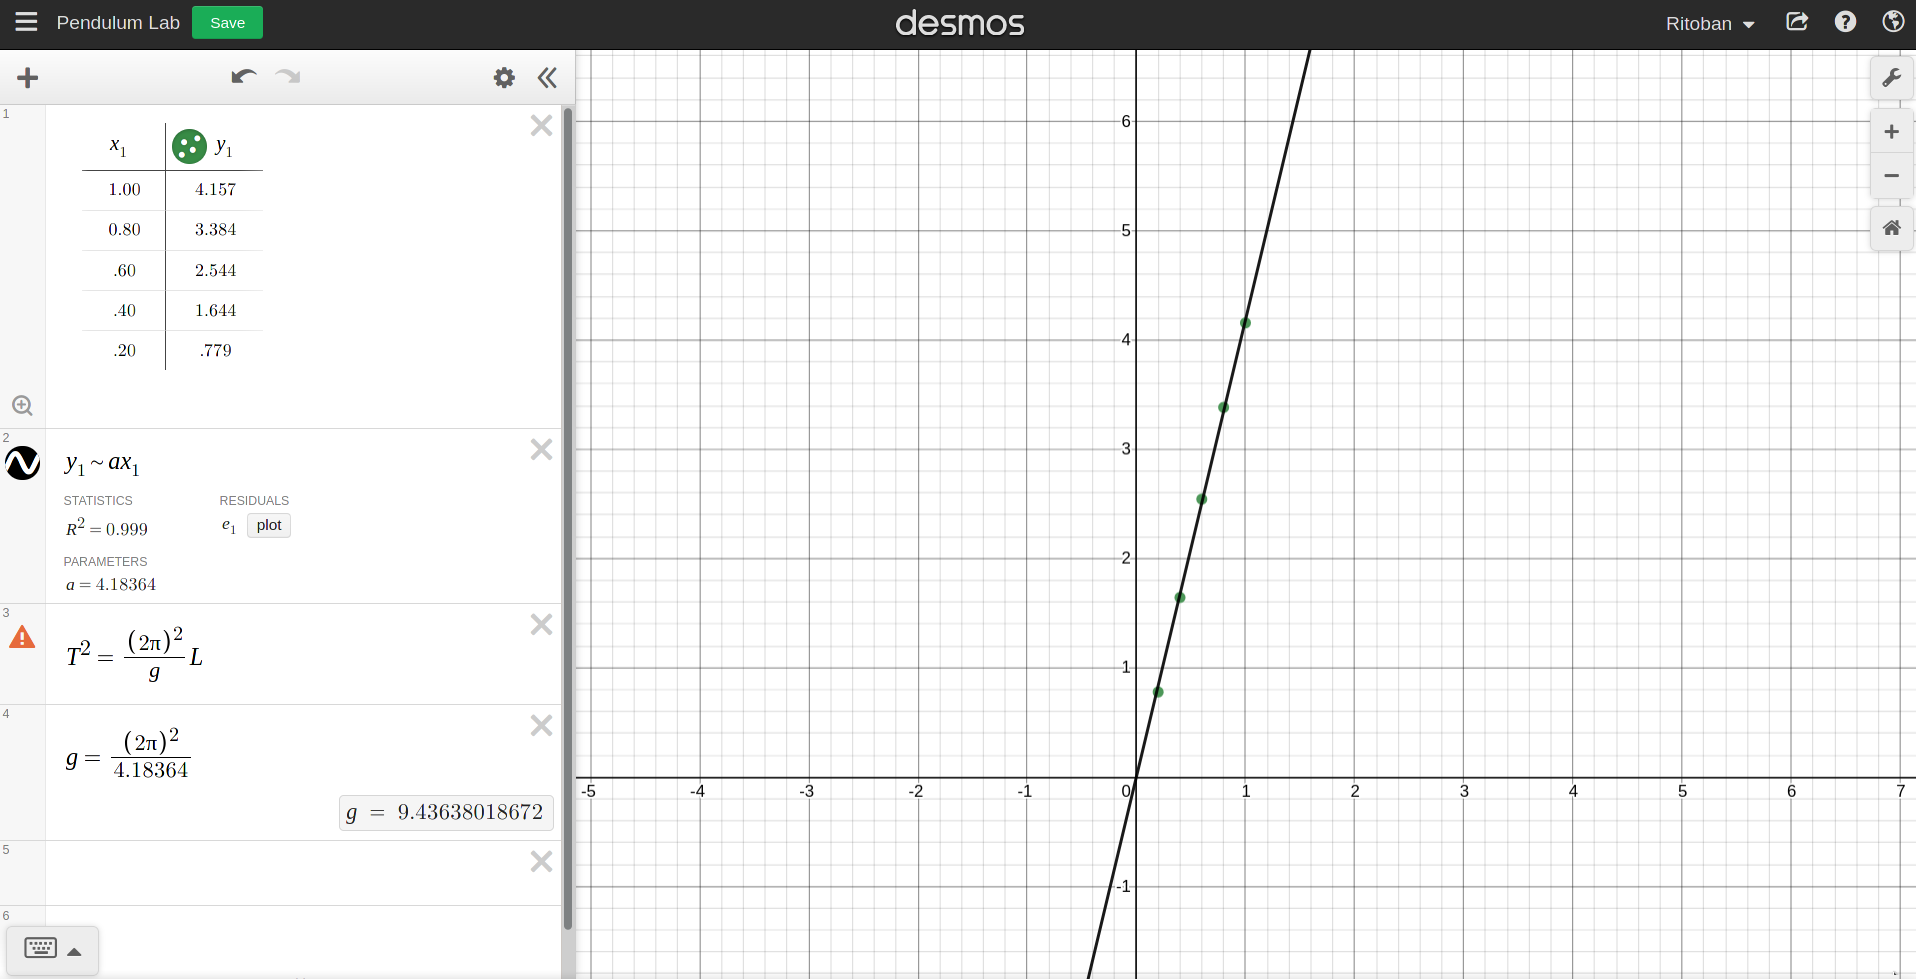 Pendulum Lab Save desmos Ritoban
1
x₁ y₁
1.00 4.157
0.80 3.384
.60 2.544
.40 1.644
.20 .779
2
y₁ ~ ax₁
STATISTICS RESIDUALS
R² = 0.999 e₁ plot
PARAMETERS
a = 4.18364
3
T² = (2π)²/g L
4
g = (2π)²/4.18364
g = 9.43638018672
5
6
6
5
4
3
2
1
-5 -4 -3 -2 -1 0 1 2 3 4 5 6 7
-1